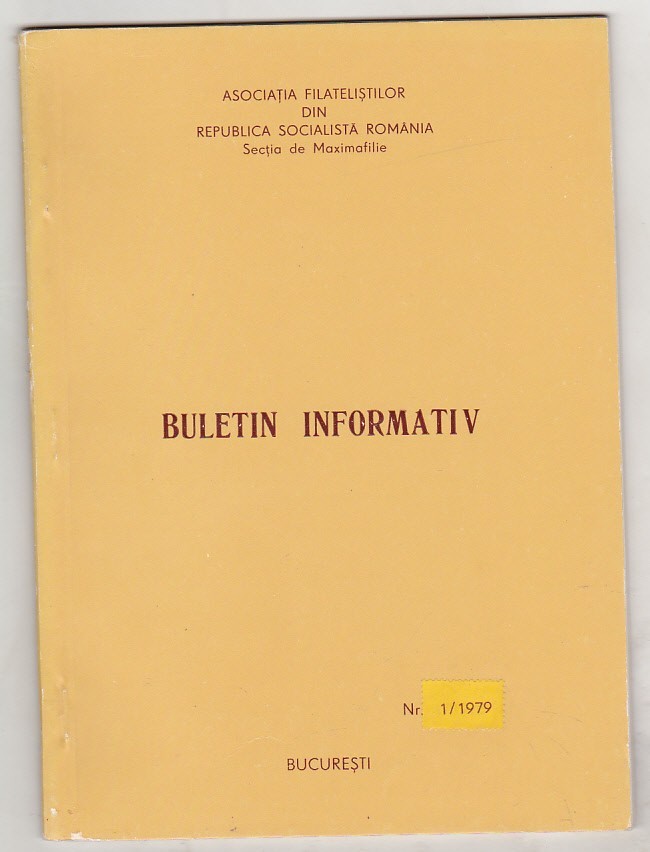 ASOCIAȚIA FILATELIȘTILOR
DIN
REPUBLICA SOCIALISTĂ ROMÂNIA
Secția de Maximafilie
BULETIN INFORMATIV
Nr. 1/1979
BUCUREȘTI